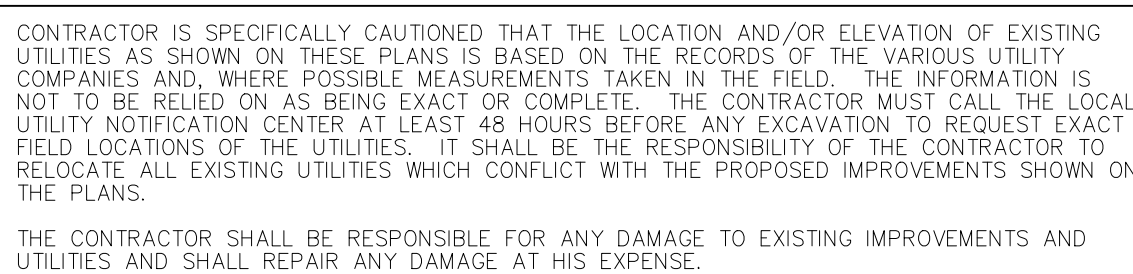 CONTRACTOR IS SPECIFICALLY CAUTIONED THAT THE LOCATION AND/OR ELEVATION OF EXISTING
UTILITIES AS SHOWN ON THESE PLANS IS BASED ON THE RECORDS OF THE VARIOUS UTILITY
COMPANIES AND, WHERE POSSIBLE MEASUREMENTS TAKEN IN THE FIELD. THE INFORMATION IS
NOT TO BE RELIED ON AS BEING EXACT OR COMPLETE. THE CONTRACTOR MUST CALL THE LOCAL
UTILITY NOTIFICATION CENTER AT LEAST 48 HOURS BEFORE ANY EXCAVATION TO REQUEST EXACT
FIELD LOCATIONS OF THE UTILITIES. IT SHALL BE THE RESPONSIBILITY OF THE CONTRACTOR TO
RELOCATE ALL EXISTING UTILITIES WHICH CONFLICT WITH THE PROPOSED IMPROVEMENTS SHOWN ON
THE PLANS.
THE CONTRACTOR SHALL BE RESPONSIBLE FOR ANY DAMAGE TO EXISTING IMPROVEMENTS AND
UTILITIES AND SHALL REPAIR ANY DAMAGE AT HIS EXPENSE.